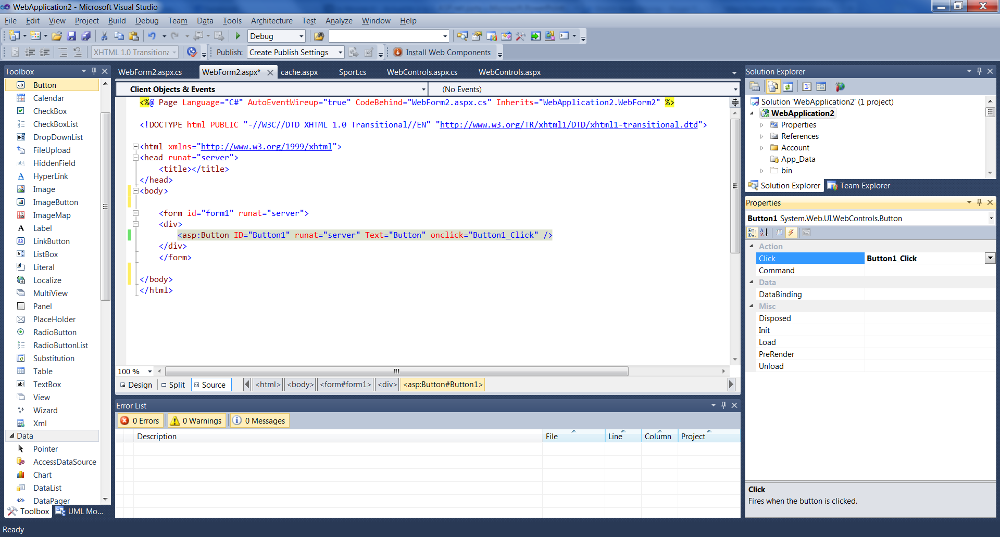 WebApplication2 - Microsoft Visual Studio
File Edit View Project Build Debug Team Data Tools Architecture Test Analyze Window Help
Debug
XHTML 1.0 Transitiona Publish: Create Publish Settings Install Web Components
Toolbox
Button
Calendar
CheckBox
CheckBoxList
DropDownList
FileUpload
HiddenField
HyperLink
Image
ImageButton
ImageMap
Label
LinkButton
ListBox
Literal
Localize
MultiView
Panel
PlaceHolder
RadioButton
RadioButtonList
Substitution
Table
TextBox
View
Wizard
Xml
Data
Pointer
AccessDataSource
Chart
DataList
DataPager
Toolbox UML Mo...
WebForm2.aspx.cs WebForm2.aspx* cache.aspx Sport.cs WebControls.aspx.cs WebControls.aspx
Client Objects & Events (No Events)
<%@ Page Language="C#" AutoEventWireup="true" CodeBehind="WebForm2.aspx.cs" Inherits="WebApplication2.WebForm2" %>
<!DOCTYPE html PUBLIC "-//W3C//DTD XHTML 1.0 Transitional//EN" "http://www.w3.org/TR/xhtml1/DTD/xhtml1-transitional.dtd">
<html xmlns="http://www.w3.org/1999/xhtml">
<head runat="server">
<title></title>
</head>
<body>
<form id="form1" runat="server">
<div>
<asp:Button ID="Button1" runat="server" Text="Button" onclick="Button1_Click" />
</div>
</form>
</body>
</html>
100 %
Design Split Source <html> <body> <form#form1> <div> <asp:Button#Button1>
Error List
0 Errors 0 Warnings 0 Messages
Description File Line Column Project
Solution Explorer
Solution 'WebApplication2' (1 project)
WebApplication2
Properties
References
Account
App_Data
bin
Solution Explorer Team Explorer
Properties
Button1 System.Web.UI.WebControls.Button
Action
Click Button1_Click
Command
Data
DataBinding
Misc
Disposed
Init
Load
PreRender
Unload
Click
Fires when the button is clicked.
Ready